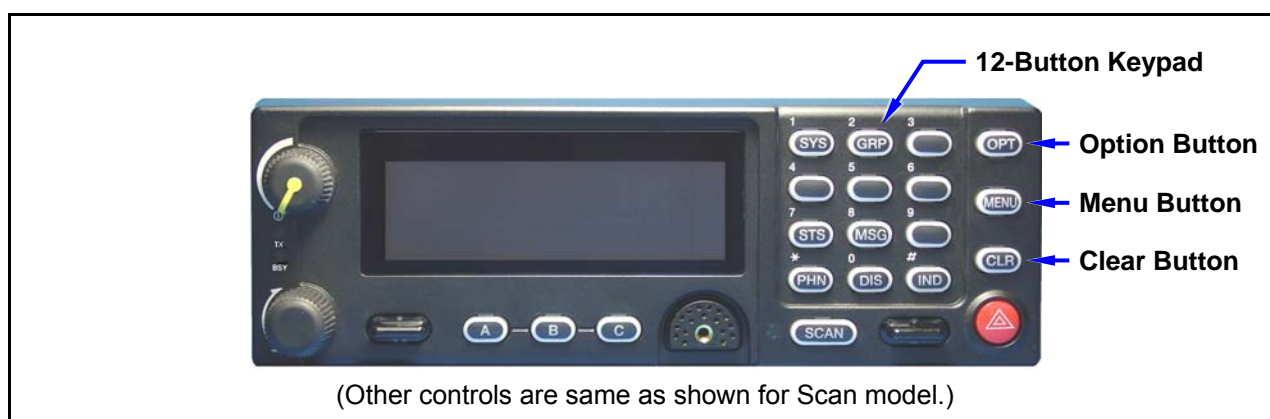 12-Button Keypad
1 2 3
SYS GRP OPT
Option Button
4 5 6
MENU
Menu Button
7 8 9
STS MSG
* 0 #
CLR
Clear Button
PHN DIS IND
TX
BSY
A B C
SCAN
(Other controls are same as shown for Scan model.)